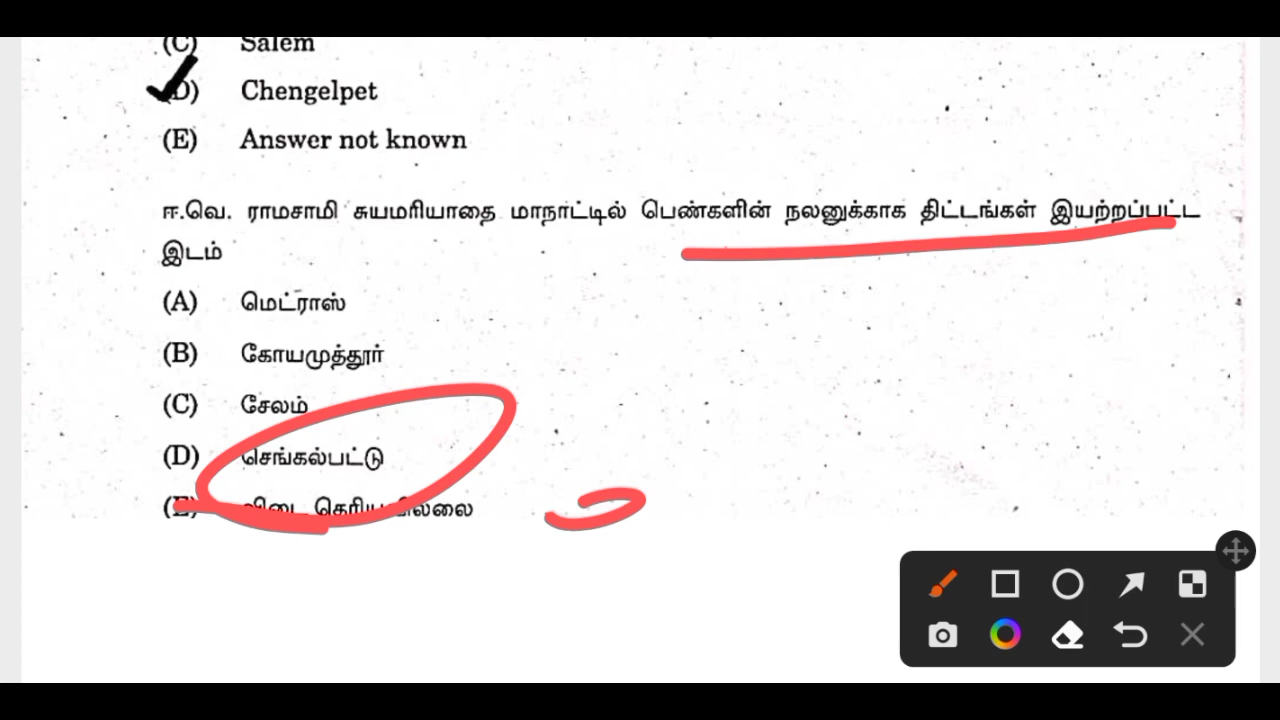 (C) Salem
(D) Chengelpet
(E) Answer not known
ஈ.வெ. ராமசாமி சுயமரியாதை மாநாட்டில் பெண்களின் நலனுக்காக திட்டங்கள் இயற்றப்பட்ட
இடம்
(A) மெட்ராஸ்
(B) கோயமுத்தூர்
(C) சேலம்
(D) செங்கல்பட்டு
(E) விடை தெரியவில்லை